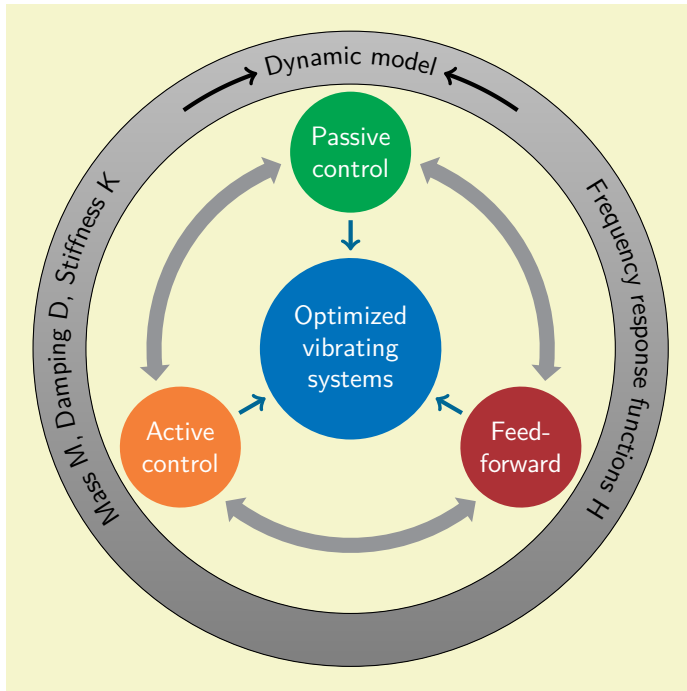 Dynamic model
Mass M, Damping D, Stiffness K
Frequency response functions H
Passive
control
Optimized
vibrating
systems
Active
control
Feed-
forward